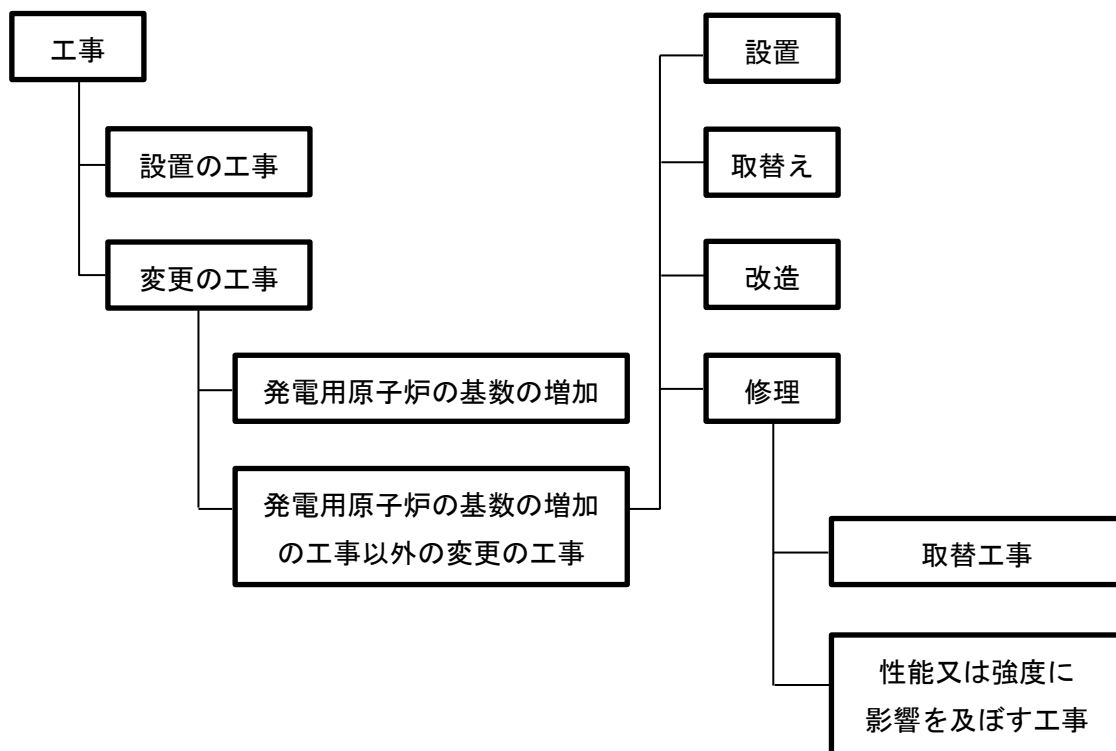 工事
設置の工事
変更の工事
発電用原子炉の基数の増加
発電用原子炉の基数の増加
の工事以外の変更の工事
設置
取替え
改造
修理
取替工事
性能又は強度に
影響を及ぼす工事